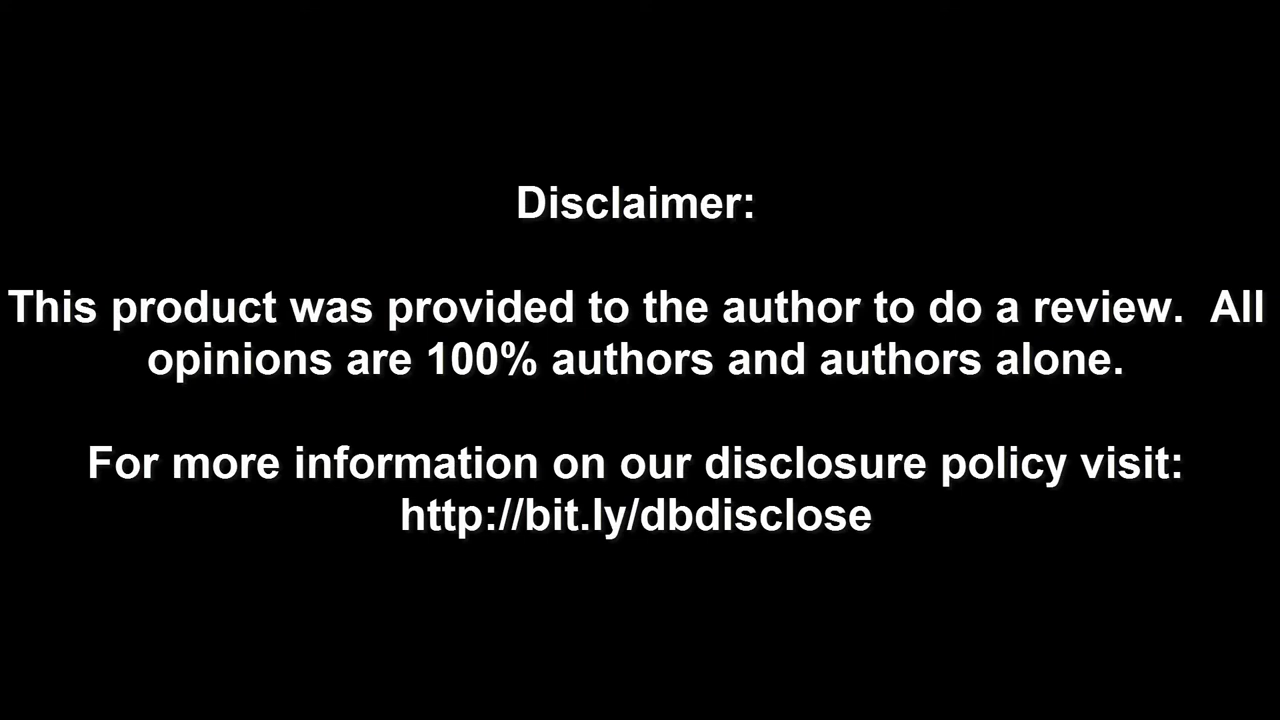 Disclaimer:
This product was provided to the author to do a review.  All
opinions are 100% authors and authors alone.
For more information on our disclosure policy visit:
http://bit.ly/dbdisclose